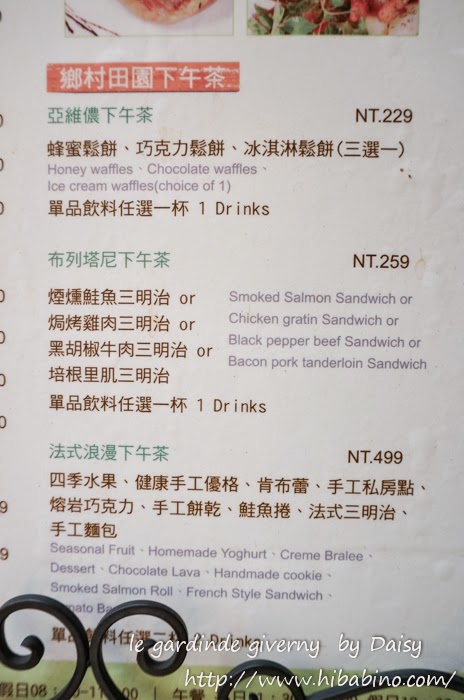 鄉村田園下午茶
亞維儂下午茶 NT.229
蜂蜜鬆餅、巧克力鬆餅、冰淇淋鬆餅(三選一)
Honey waffles、Chocolate waffles、
Ice cream waffles(choice of 1)
單品飲料任選一杯 1 Drinks
布列塔尼下午茶 NT.259
煙燻鮭魚三明治 or Smoked Salmon Sandwich or
焗烤雞肉三明治 or Chicken gratin Sandwich or
黑胡椒牛肉三明治 or Black pepper beef Sandwich or
培根里肌三明治 Bacon pork tanderloin Sandwich
單品飲料任選一杯 1 Drinks
法式浪漫下午茶 NT.499
四季水果、健康手工優格、肯布蕾、手工私房點、
熔岩巧克力、手工餅乾、鮭魚捲、法式三明治、
手工麵包
Seasonal Fruit、Homemade Yoghurt、Creme Bralee、
Dessert、Chocolate Lava、Handmade cookie、
Smoked Salmon Roll、French Style Sandwich、
單品飲料任選二杯 Drinks
le gardinde giverny by Daisy
http://www.hibabino.com/